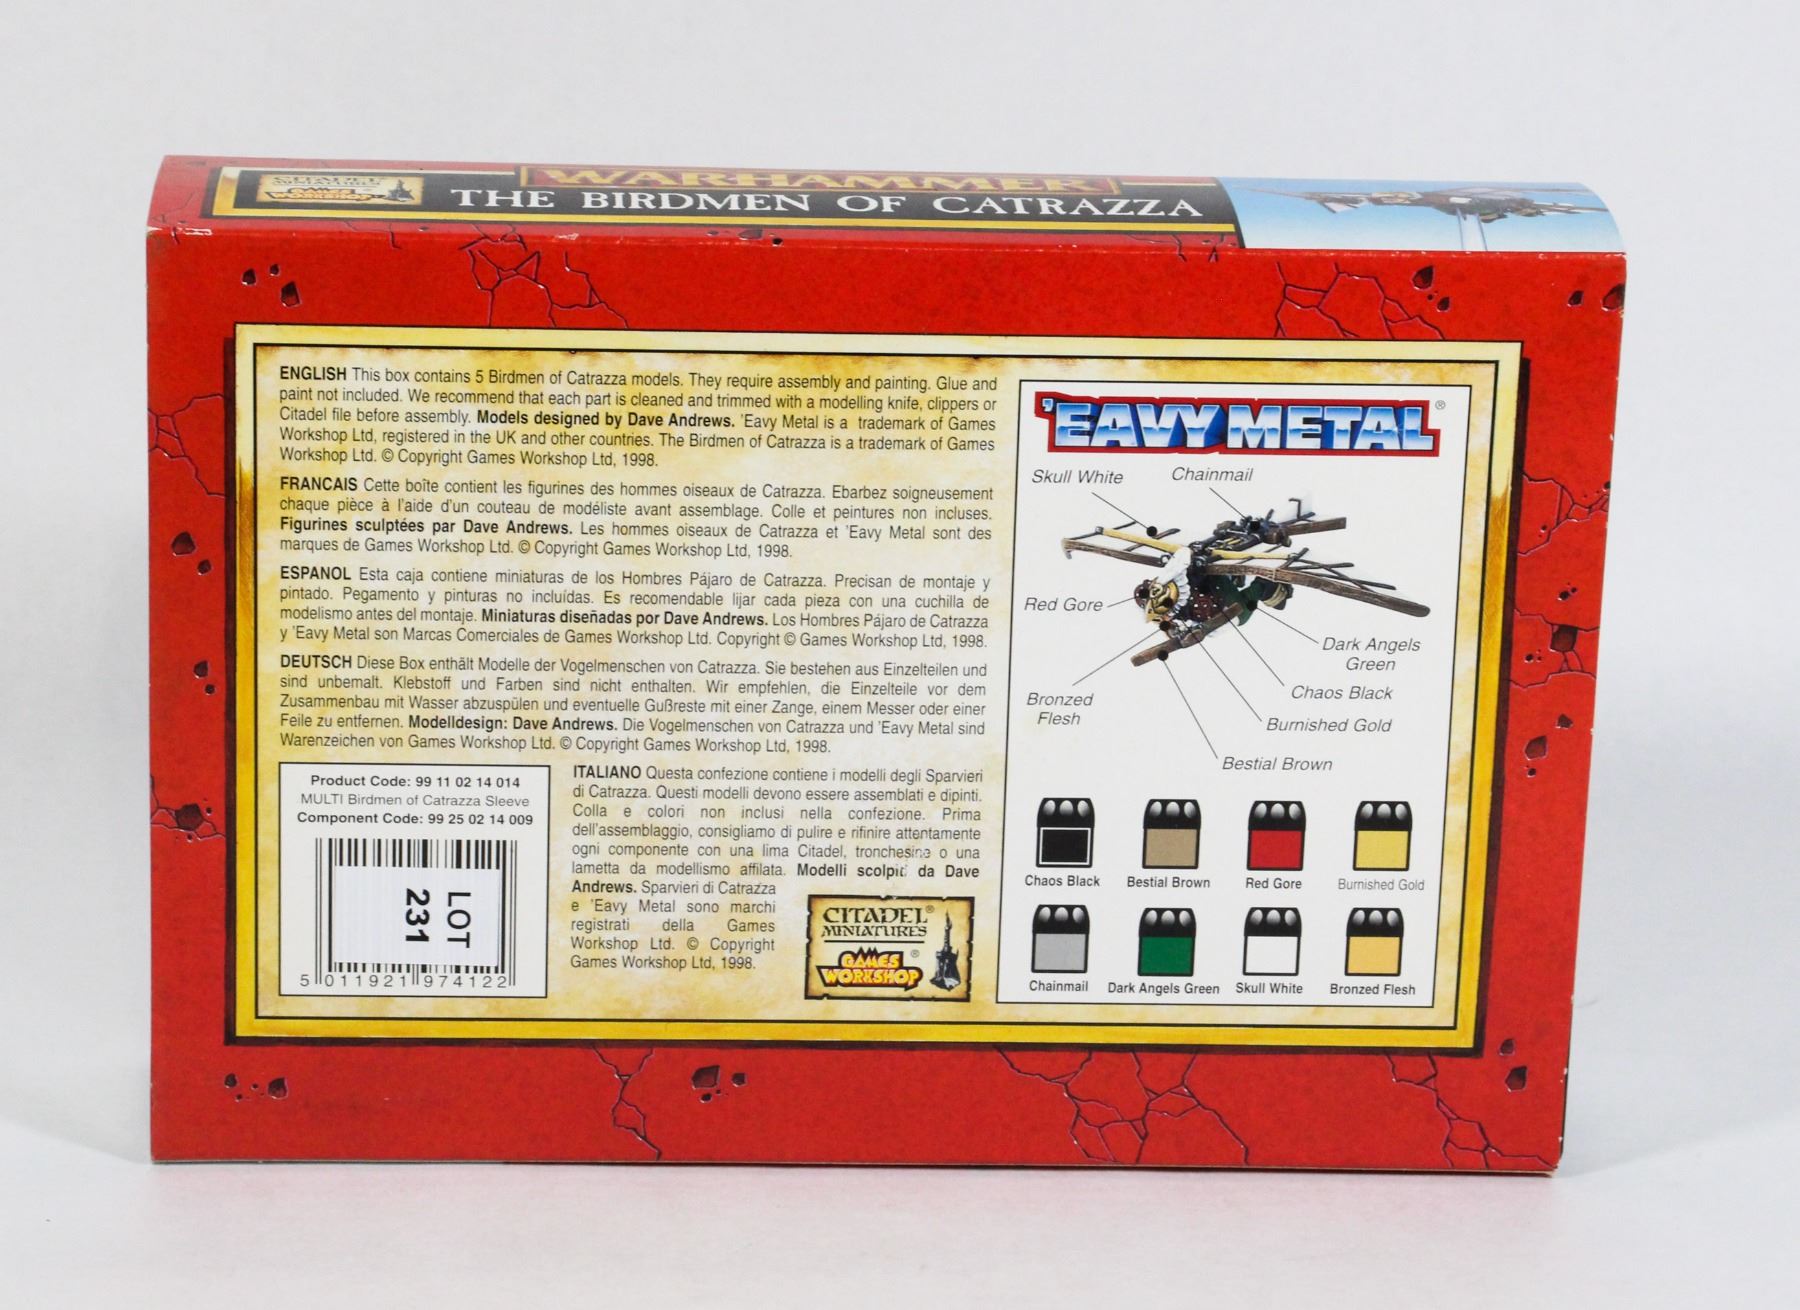 CITADEL
MINIATURES
GAMES
WORKSHOP
WARHAMMER
THE BIRDMEN OF CATRAZZA
ENGLISH This box contains 5 Birdmen of Catrazza models. They require assembly and painting. Glue and
paint not included. We recommend that each part is cleaned and trimmed with a modelling knife, clippers or
Citadel file before assembly. Models designed by Dave Andrews. 'Eavy Metal is a trademark of Games
Workshop Ltd, registered in the UK and other countries. The Birdmen of Catrazza is a trademark of Games
Workshop Ltd. © Copyright Games Workshop Ltd, 1998.
FRANCAIS Cette boîte contient les figurines des hommes oiseaux de Catrazza. Ebarbez soigneusement
chaque pièce à l'aide d'un couteau de modéliste avant assemblage. Colle et peintures non incluses.
Figurines sculptées par Dave Andrews. Les hommes oiseaux de Catrazza et 'Eavy Metal sont des
marques de Games Workshop Ltd. © Copyright Games Workshop Ltd, 1998.
ESPANOL Esta caja contiene miniaturas de los Hombres Pájaro de Catrazza. Precisan de montaje y
pintado. Pegamento y pinturas no incluídas. Es recomendable lijar cada pieza con una cuchilla de
modelismo antes del montaje. Miniaturas diseñadas por Dave Andrews. Los Hombres Pájaro de Catrazza
y 'Eavy Metal son Marcas Comerciales de Games Workshop Ltd. Copyright © Games Workshop Ltd, 1998.
DEUTSCH Diese Box enthält Modelle der Vogelmenschen von Catrazza. Sie bestehen aus Einzelteilen und
sind unbemalt. Klebstoff und Farben sind nicht enthalten. Wir empfehlen, die Einzelteile vor dem
Zusammenbau mit Wasser abzuspülen und eventuelle Gußreste mit einer Zange, einem Messer oder einer
Feile zu entfernen. Modelldesign: Dave Andrews. Die Vogelmenschen von Catrazza und 'Eavy Metal sind
Warenzeichen von Games Workshop Ltd. © Copyright Games Workshop Ltd, 1998.
Product Code: 99 11 02 14 014
MULTI Birdmen of Catrazza Sleeve
Component Code: 99 25 02 14 009
LOT
231
5 011921 974122
ITALIANO Questa confezione contiene i modelli degli Sparvieri
di Catrazza. Questi modelli devono essere assemblati e dipinti.
Colla e colori non inclusi nella confezione. Prima
dell'assemblaggio, consigliamo di pulire e rifinire attentamente
ogni componente con una lima Citadel, tronchesine o una
lametta da modellismo affilata. Modelli scolpiti da Dave
Andrews. Sparvieri di Catrazza
e 'Eavy Metal sono marchi
registrati della Games
Workshop Ltd. © Copyright
Games Workshop Ltd, 1998.
CITADEL®
MINIATURES
GAMES®
WORKSHOP
'EAVY METAL®
Skull White
Chainmail
Red Gore
Dark Angels
Green
Bronzed
Flesh
Chaos Black
Burnished Gold
Bestial Brown
Chaos Black
Bestial Brown
Red Gore
Burnished Gold
Chainmail
Dark Angels Green
Skull White
Bronzed Flesh